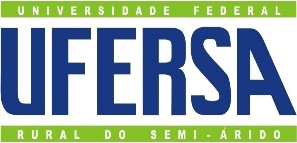 UNIVERSIDADE FEDERAL
UFERSA
RURAL DO SEMI-ÁRIDO